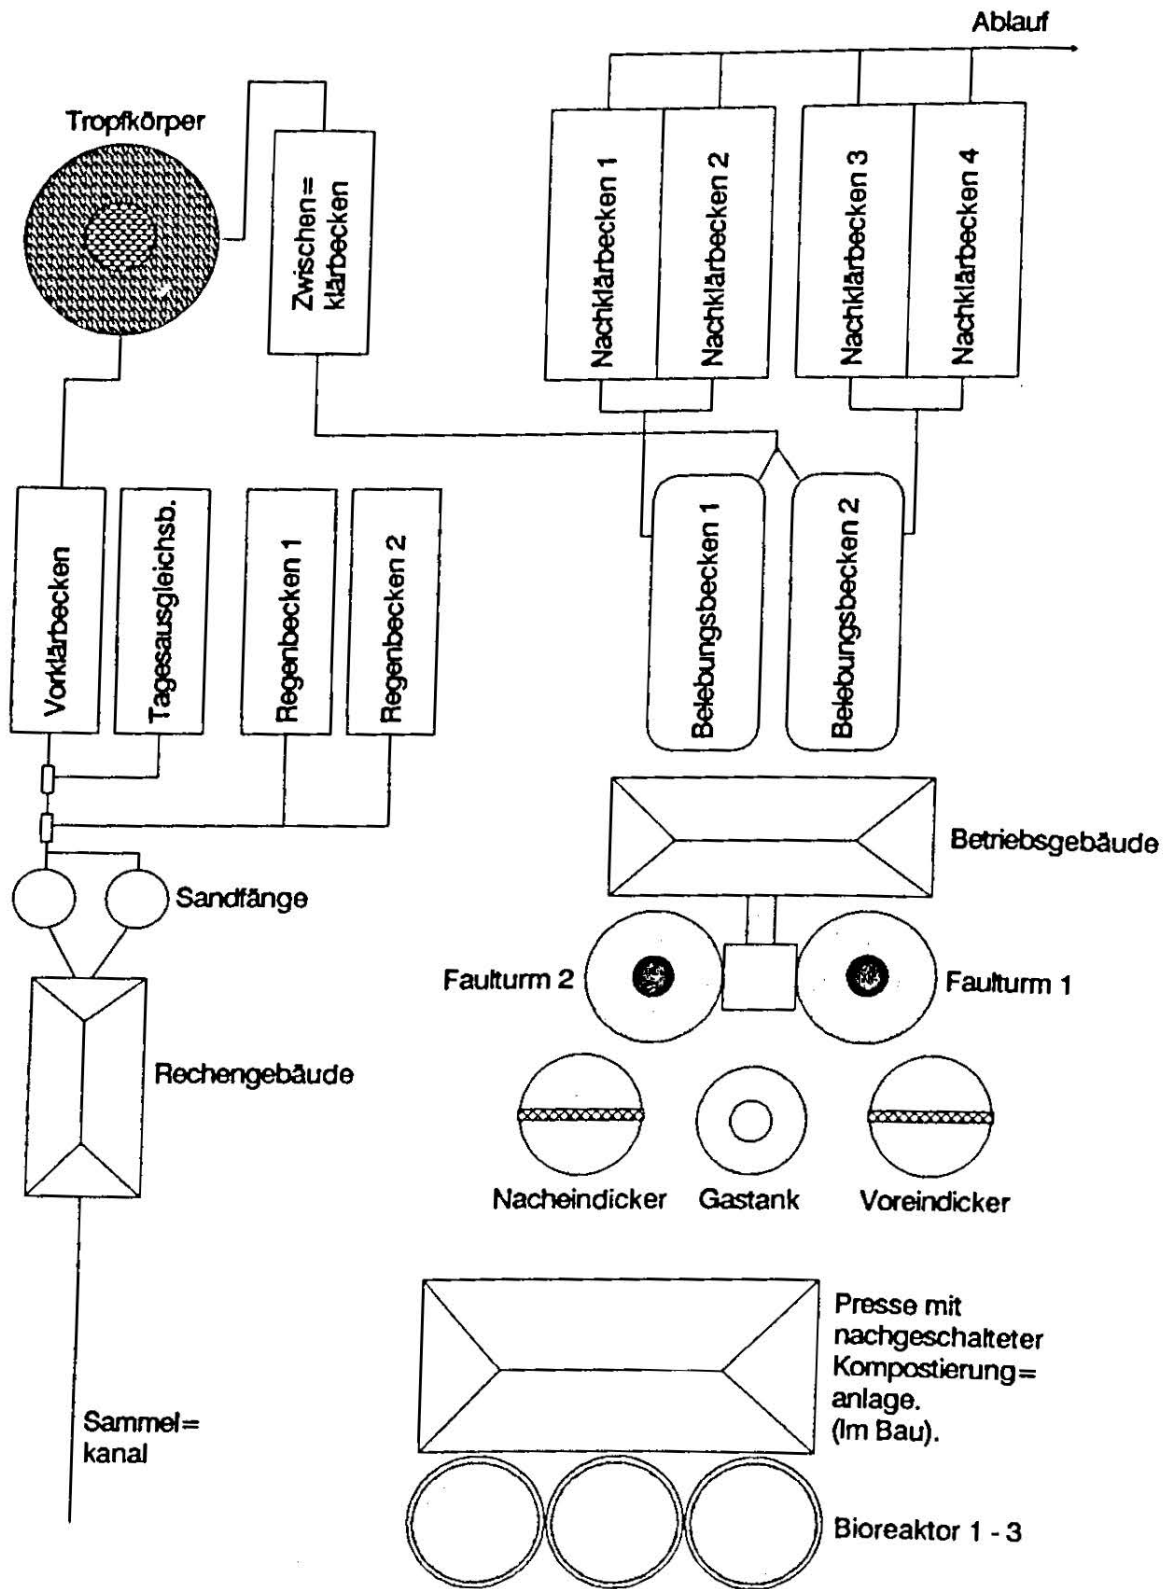 Ablauf
Tropfkörper
Zwischen=
klärbecken
Nachklärbecken 1
Nachklärbecken 2
Nachklärbecken 3
Nachklärbecken 4
Vorklärbecken
Tagesausgleichsb.
Regenbecken 1
Regenbecken 2
Belebungsbecken 1
Belebungsbecken 2
Betriebsgebäude
Sandfänge
Faulturm 2
Faulturm 1
Rechengebäude
Nacheindicker
Gastank
Voreindicker
Presse mit
nachgeschalteter
Kompostierung=
anlage.
(Im Bau).
Sammel=
kanal
Bioreaktor 1 - 3